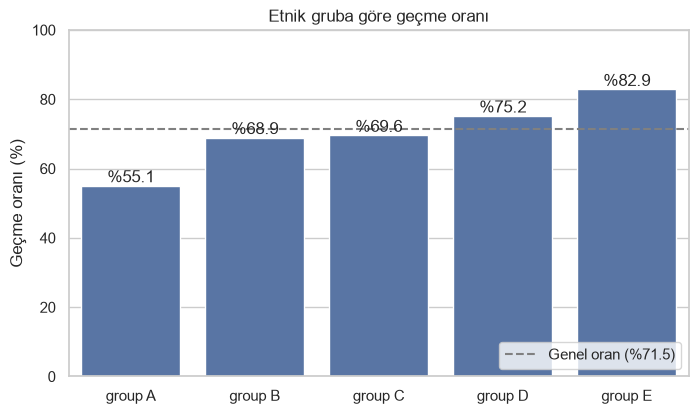 Etnik gruba göre geçme oranı
Geçme oranı (%)
100
80
60
40
20
0
%55.1
%68.9
%69.6
%75.2
%82.9
Genel oran (%71.5)
group A
group B
group C
group D
group E